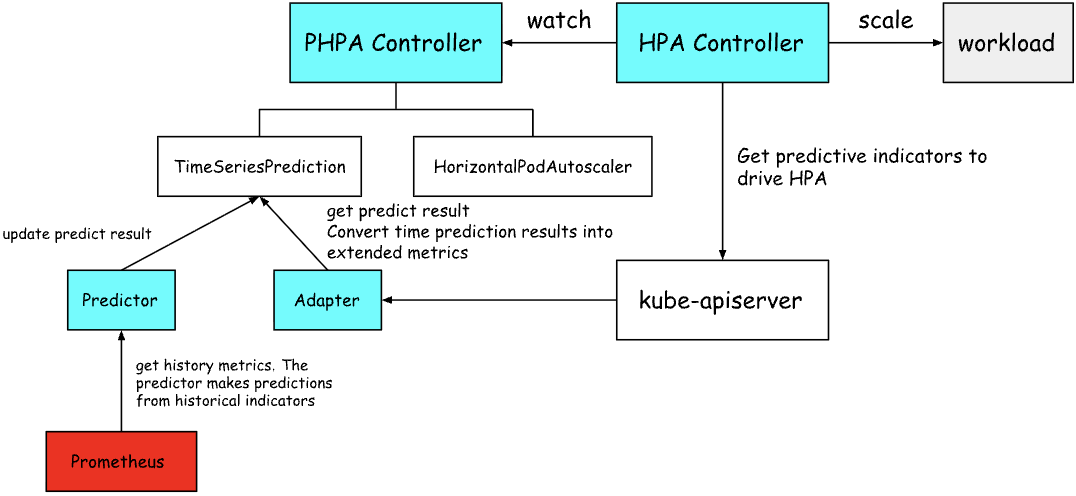 PHPA Controller
watch
HPA Controller
scale
workload
TimeSeriesPrediction
HorizontalPodAutoscaler
Get predictive indicators to
drive HPA
update predict result
get predict result
Convert time prediction results into
extended metrics
Predictor
Adapter
kube-apiserver
get history metrics. The
predictor makes predictions
from historical indicators
Prometheus